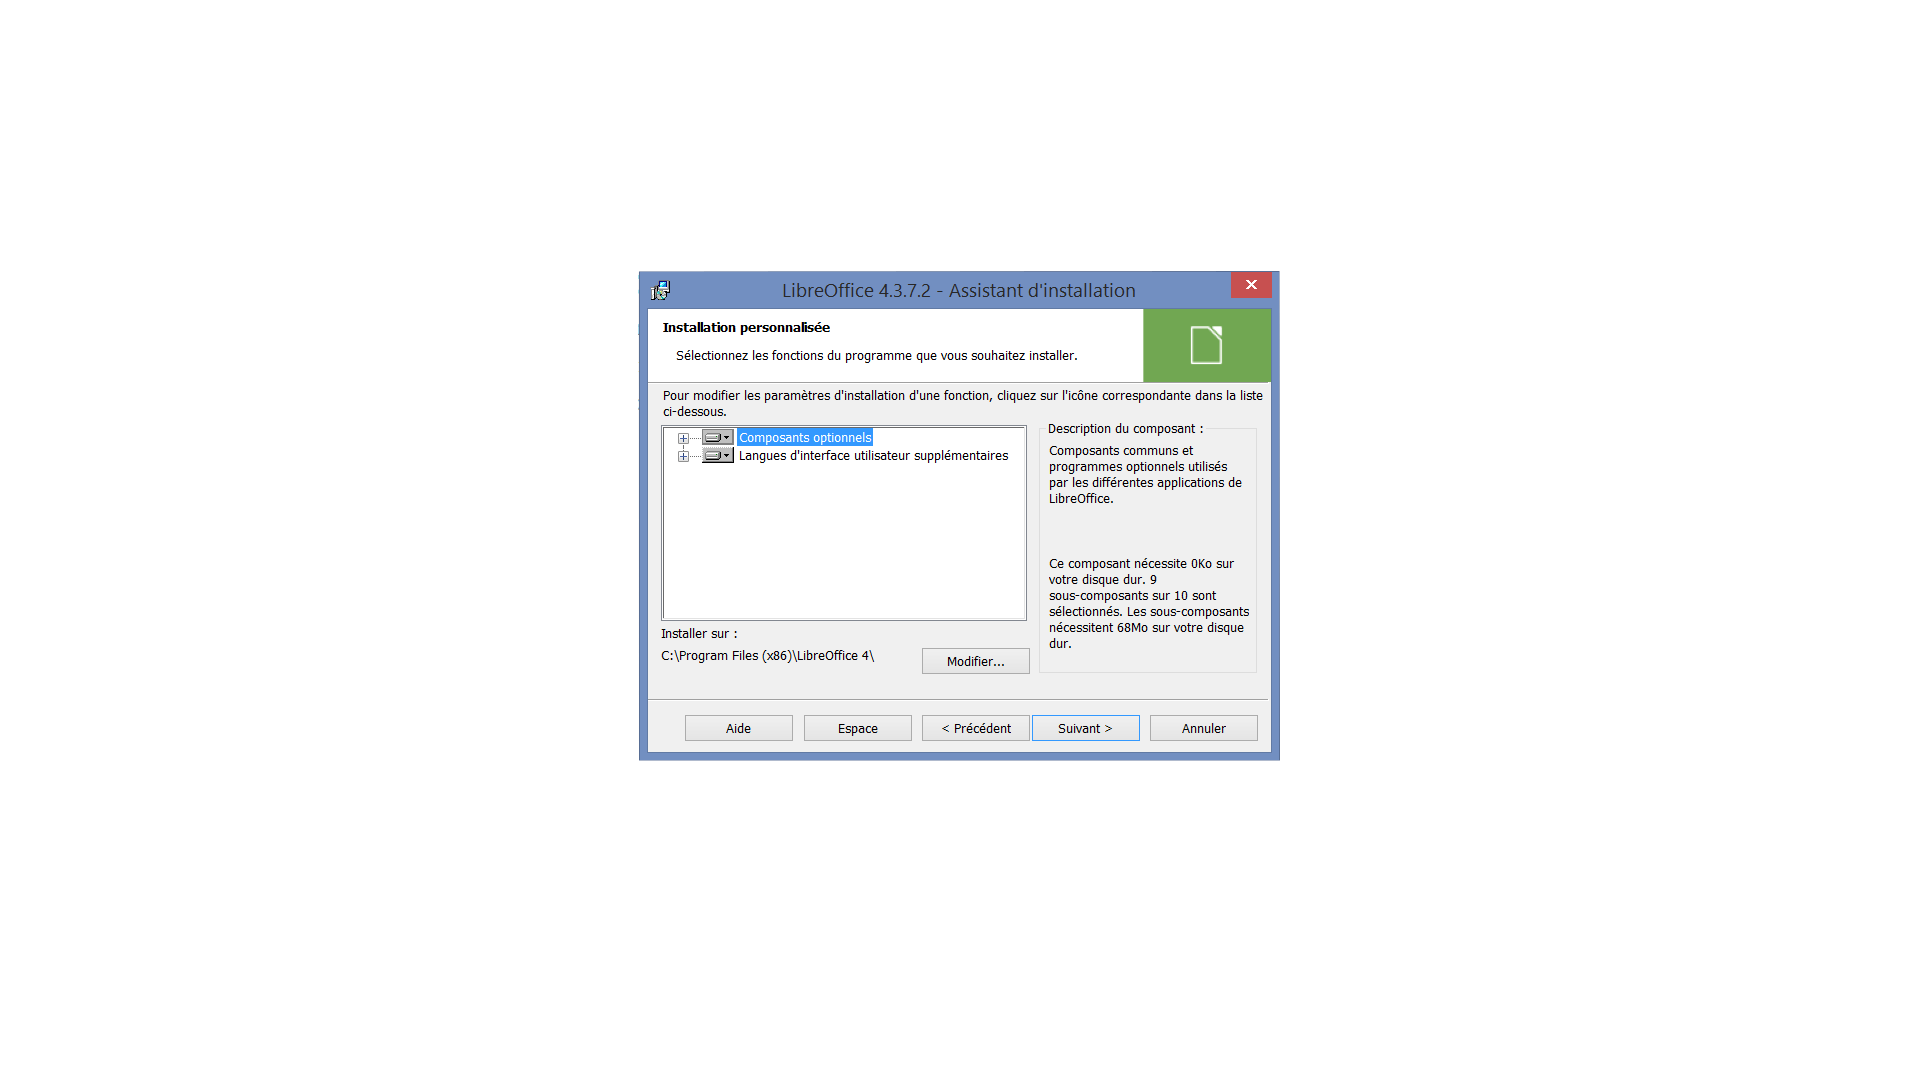 LibreOffice 4.3.7.2 - Assistant d'installation
Installation personnalisée
Sélectionnez les fonctions du programme que vous souhaitez installer.
Pour modifier les paramètres d'installation d'une fonction, cliquez sur l'icône correspondante dans la liste
ci-dessous.
Composants optionnels
Langues d'interface utilisateur supplémentaires
Description du composant :
Composants communs et
programmes optionnels utilisés
par les différentes applications de
LibreOffice.
Ce composant nécessite 0Ko sur
votre disque dur. 9
sous-composants sur 10 sont
sélectionnés. Les sous-composants
nécessitent 68Mo sur votre disque
dur.
Installer sur :
C:\Program Files (x86)\LibreOffice 4\
Modifier...
Aide
Espace
< Précédent
Suivant >
Annuler